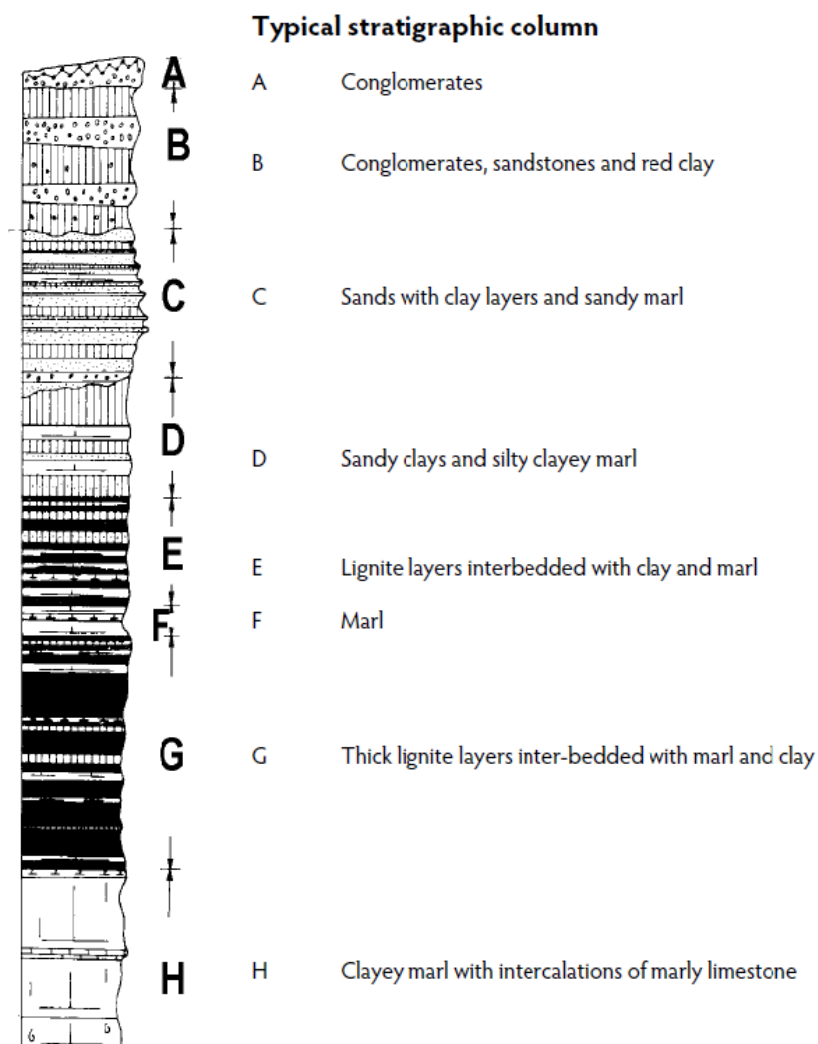 Typical stratigraphic column
A A Conglomerates
B B Conglomerates, sandstones and red clay
C C Sands with clay layers and sandy marl
D D Sandy clays and silty clayey marl
E E Lignite layers interbedded with clay and marl
F F Marl
G G Thick lignite layers inter-bedded with marl and clay
H H Clayey marl with intercalations of marly limestone